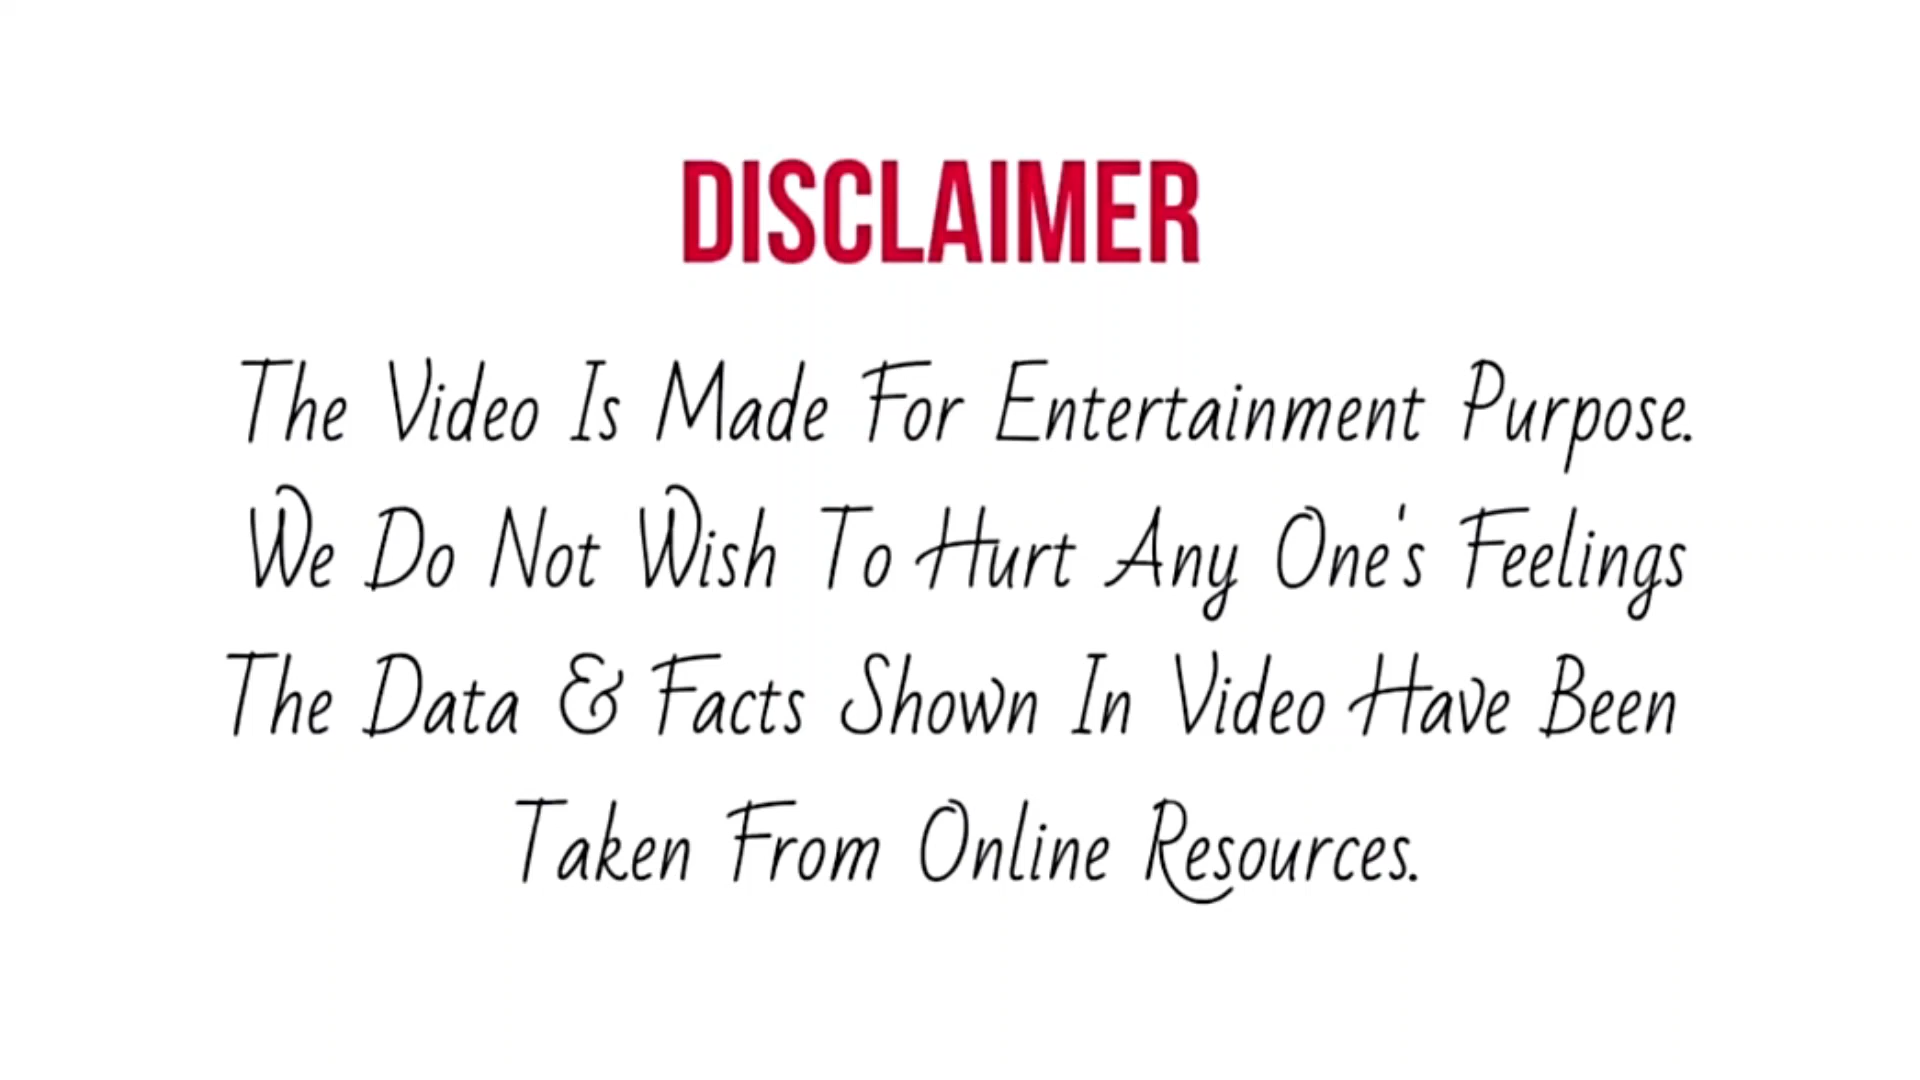 DISCLAIMER
The Video Is Made For Entertainment Purpose.
We Do Not Wish To Hurt Any One's Feelings
The Data & Facts Shown In Video Have Been
Taken From Online Resources.